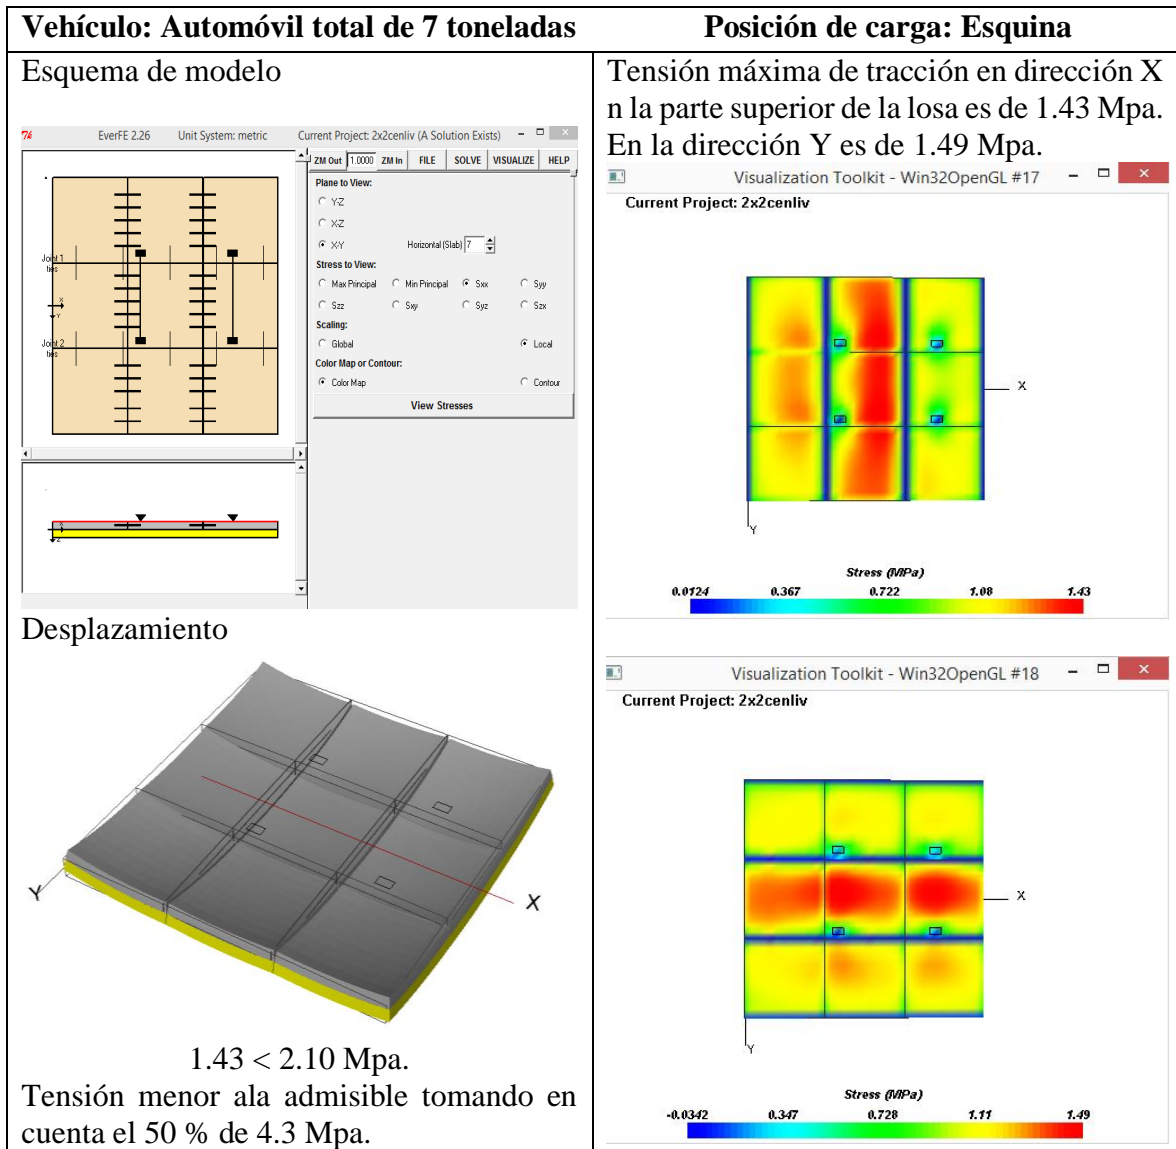 Vehículo: Automóvil total de 7 toneladas
Posición de carga: Esquina
Esquema de modelo
EverFE 2.26 Unit System: metric Current Project: 2x2cenliv (A Solution Exists)
ZM Out 1.0000 ZM In FILE SOLVE VISUALIZE HELP
Plane to View:
Y-Z
X-Z
X-Y Horizontal (Slab) 7
Stress to View:
Max Principal Min Principal Sxx Syy
Szz Sxy Syz Szx
Scaling:
Global Local
Color Map or Contour:
Color Map Contour
View Stresses
Joint 1
ties
X
Y
Joint 2
ties
X
Z
Desplazamiento
Y
X
1.43 < 2.10 Mpa.
Tensión menor ala admisible tomando en
cuenta el 50 % de 4.3 Mpa.
Tensión máxima de tracción en dirección X
n la parte superior de la losa es de 1.43 Mpa.
En la dirección Y es de 1.49 Mpa.
Visualization Toolkit - Win32OpenGL #17
Current Project: 2x2cenliv
X
Y
Stress (MPa)
0.0124 0.367 0.722 1.08 1.43
Visualization Toolkit - Win32OpenGL #18
Current Project: 2x2cenliv
X
Y
Stress (MPa)
-0.0342 0.347 0.728 1.11 1.49